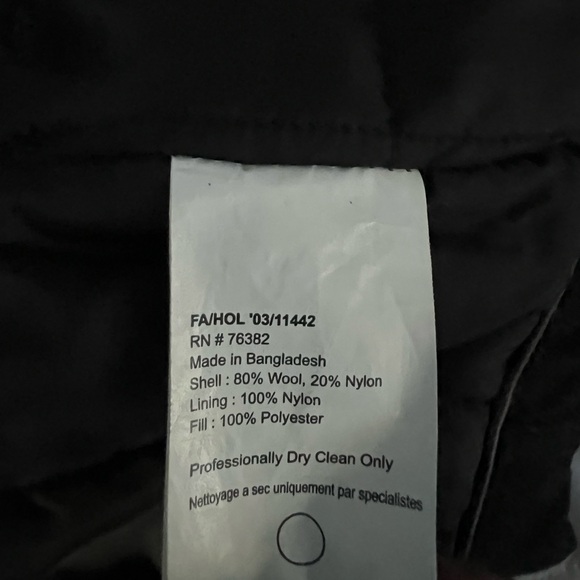 FA/HOL '03/11442
RN # 76382
Made in Bangladesh
Shell : 80% Wool, 20% Nylon
Lining : 100% Nylon
Fill : 100% Polyester
Professionally Dry Clean Only
Nettoyage a sec uniquement par specialistes